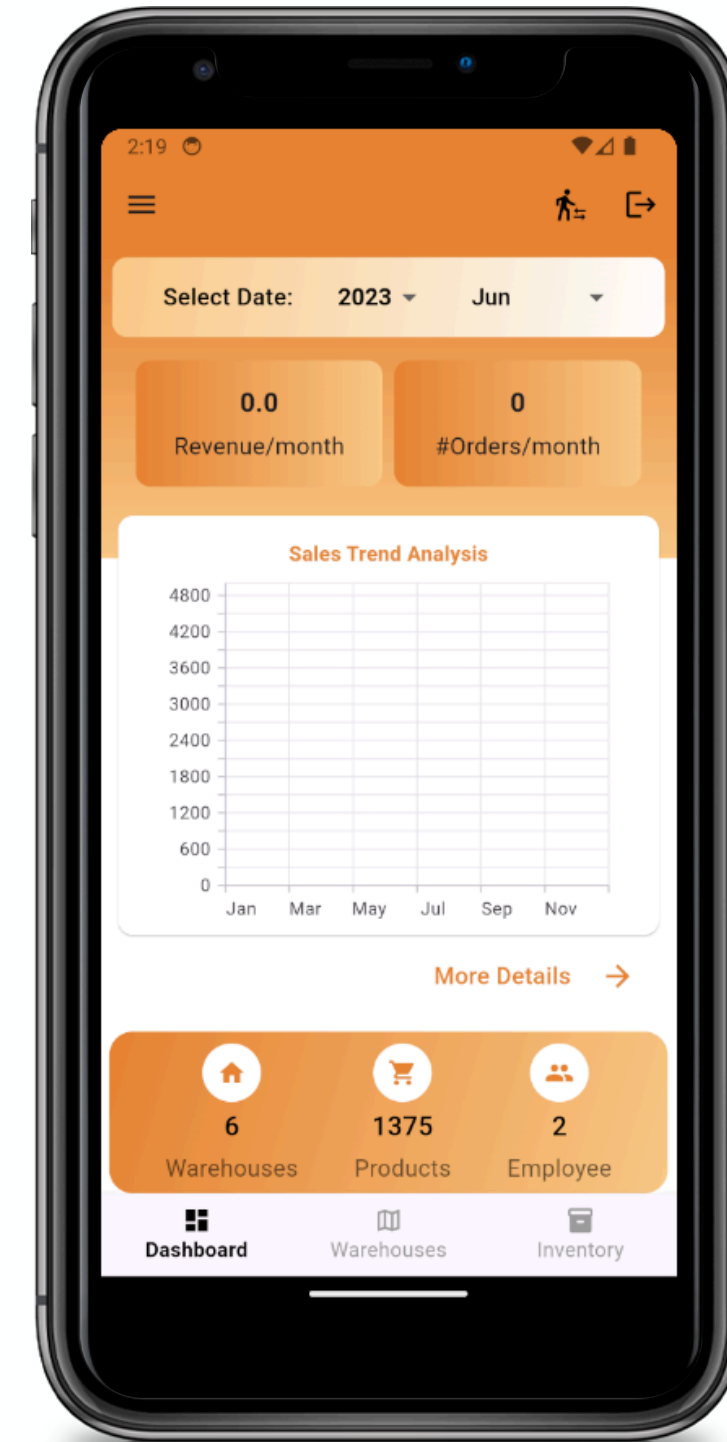 2:19
Select Date: 2023 Jun
0.0 0
Revenue/month #Orders/month
Sales Trend Analysis
4800
4200
3600
3000
2400
1800
1200
600
0
Jan Mar May Jul Sep Nov
More Details
6 1375 2
Warehouses Products Employee
Dashboard Warehouses Inventory